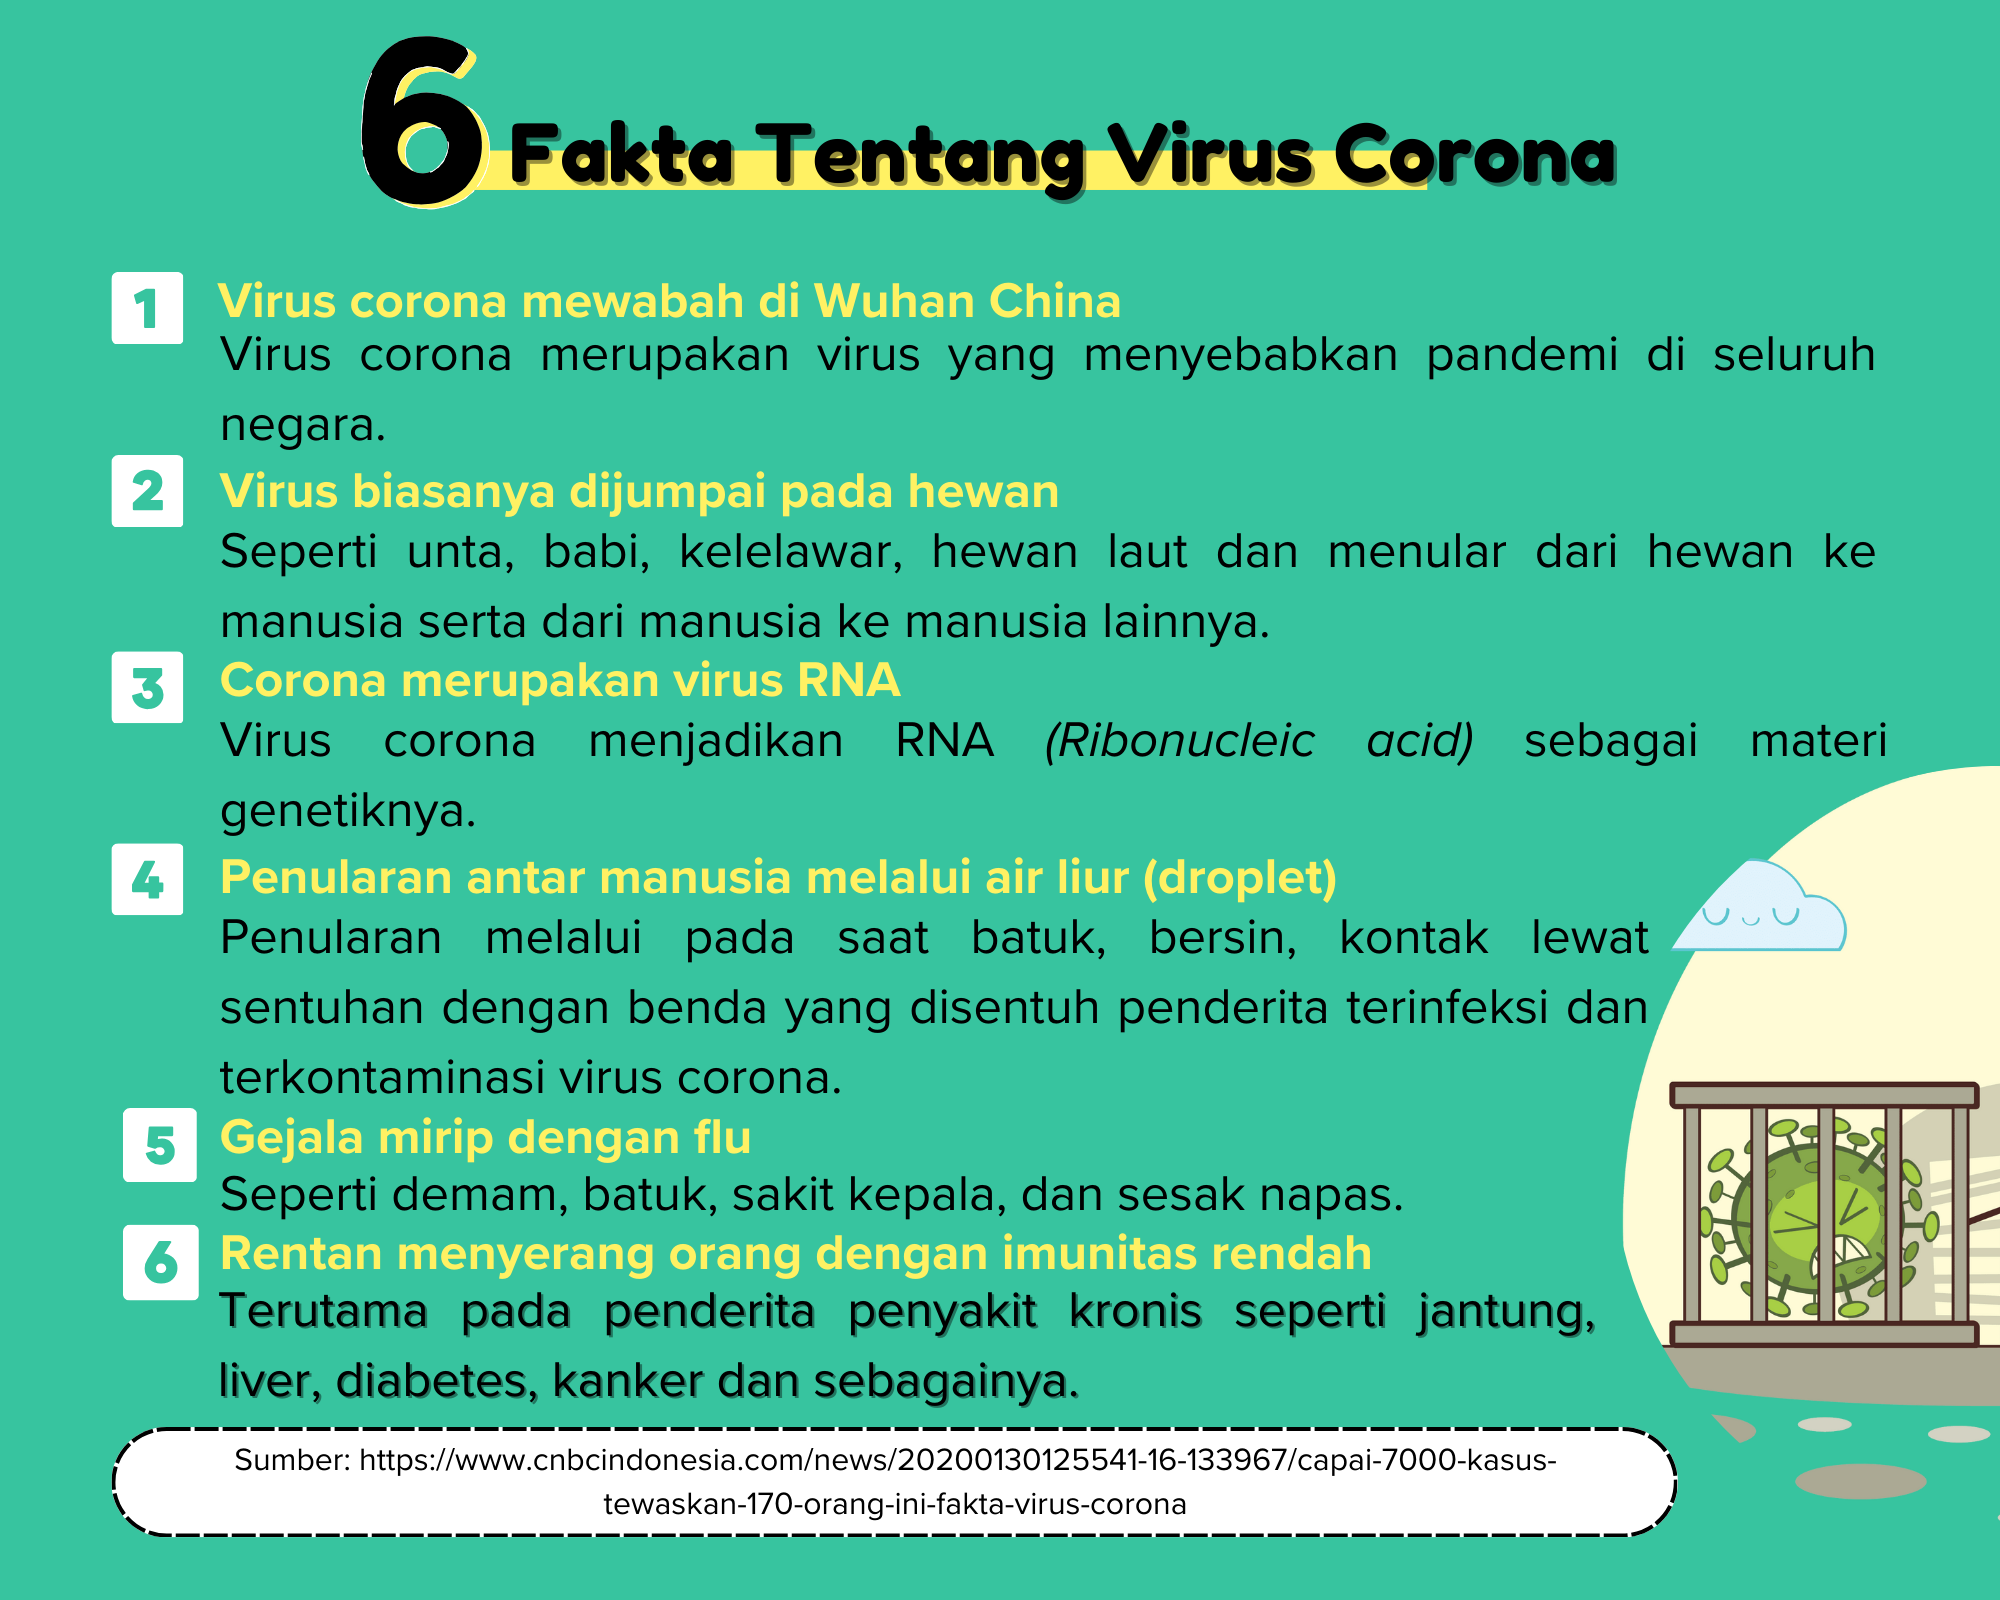 6 Fakta Tentang Virus Corona
1 Virus corona mewabah di Wuhan China
Virus corona merupakan virus yang menyebabkan pandemi di seluruh
negara.
2 Virus biasanya dijumpai pada hewan
Seperti unta, babi, kelelawar, hewan laut dan menular dari hewan ke
manusia serta dari manusia ke manusia lainnya.
3 Corona merupakan virus RNA
Virus corona menjadikan RNA (Ribonucleic acid) sebagai materi
genetiknya.
4 Penularan antar manusia melalui air liur (droplet)
Penularan melalui pada saat batuk, bersin, kontak lewat
sentuhan dengan benda yang disentuh penderita terinfeksi dan
terkontaminasi virus corona.
5 Gejala mirip dengan flu
Seperti demam, batuk, sakit kepala, dan sesak napas.
6 Rentan menyerang orang dengan imunitas rendah
Terutama pada penderita penyakit kronis seperti jantung,
liver, diabetes, kanker dan sebagainya.
Sumber: https://www.cnbcindonesia.com/news/20200130125541-16-133967/capai-7000-kasus-
tewaskan-170-orang-ini-fakta-virus-corona